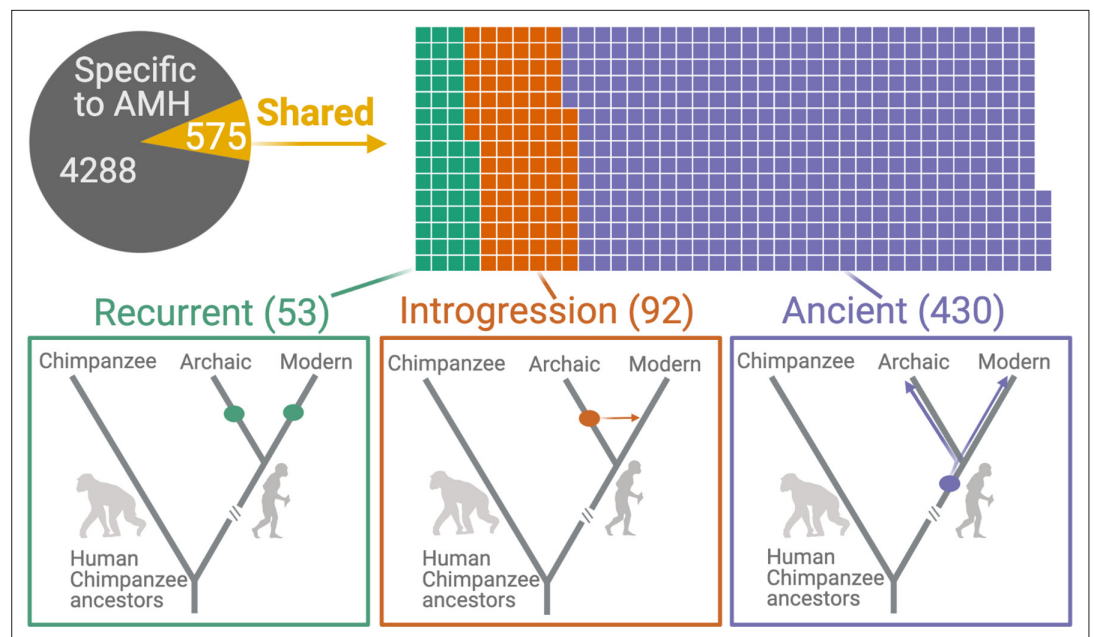 Specific
to AMH
575
4288
Shared
Recurrent (53)
Introgression (92)
Ancient (430)
Chimpanzee Archaic Modern
Human
Chimpanzee
ancestors
Chimpanzee Archaic Modern
Human
Chimpanzee
ancestors
Chimpanzee Archaic Modern
Human
Chimpanzee
ancestors